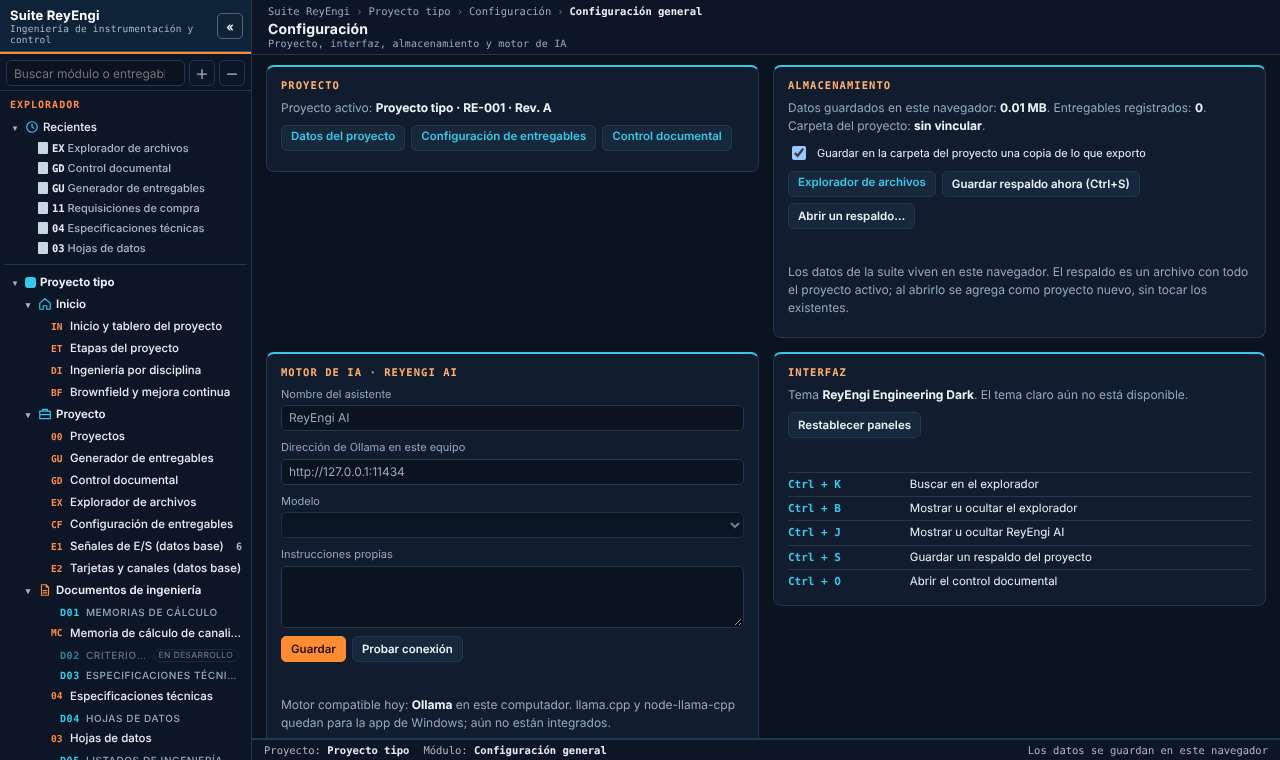 Suite ReyEngi
Ingeniería de instrumentación y
control
«
Buscar módulo o entregabl
+
−
EXPLORADOR
Recientes
EX Explorador de archivos
GD Control documental
GU Generador de entregables
11 Requisiciones de compra
04 Especificaciones técnicas
03 Hojas de datos
Proyecto tipo
Inicio
IN Inicio y tablero del proyecto
ET Etapas del proyecto
DI Ingeniería por disciplina
BF Brownfield y mejora continua
Proyecto
00 Proyectos
GU Generador de entregables
GD Control documental
EX Explorador de archivos
CF Configuración de entregables
E1 Señales de E/S (datos base) 6
E2 Tarjetas y canales (datos base)
Documentos de ingeniería
D01 MEMORIAS DE CÁLCULO
MC Memoria de cálculo de canali...
D02 CRITERIO... EN DESARROLLO
D03 ESPECIFICACIONES TÉCNI...
04 Especificaciones técnicas
D04 HOJAS DE DATOS
03 Hojas de datos
D05 LISTADOS DE INGENIERÍA
Suite ReyEngi › Proyecto tipo › Configuración › Configuración general
Configuración
Proyecto, interfaz, almacenamiento y motor de IA
PROYECTO
Proyecto activo: Proyecto tipo · RE-001 · Rev. A
Datos del proyecto Configuración de entregables Control documental
ALMACENAMIENTO
Datos guardados en este navegador: 0.01 MB. Entregables registrados: 0.
Carpeta del proyecto: sin vincular.
Guardar en la carpeta del proyecto una copia de lo que exporto
Explorador de archivos Guardar respaldo ahora (Ctrl+S)
Abrir un respaldo...
Los datos de la suite viven en este navegador. El respaldo es un archivo con todo
el proyecto activo; al abrirlo se agrega como proyecto nuevo, sin tocar los
existentes.
MOTOR DE IA · REYENGI AI
Nombre del asistente
ReyEngi AI
Dirección de Ollama en este equipo
http://127.0.0.1:11434
Modelo
Instrucciones propias
Guardar Probar conexión
Motor compatible hoy: Ollama en este computador. llama.cpp y node-llama-cpp
quedan para la app de Windows; aún no están integrados.
INTERFAZ
Tema ReyEngi Engineering Dark. El tema claro aún no está disponible.
Restablecer paneles
Ctrl + K Buscar en el explorador
Ctrl + B Mostrar u ocultar el explorador
Ctrl + J Mostrar u ocultar ReyEngi AI
Ctrl + S Guardar un respaldo del proyecto
Ctrl + O Abrir el control documental
Proyecto: Proyecto tipo Módulo: Configuración general
Los datos se guardan en este navegador